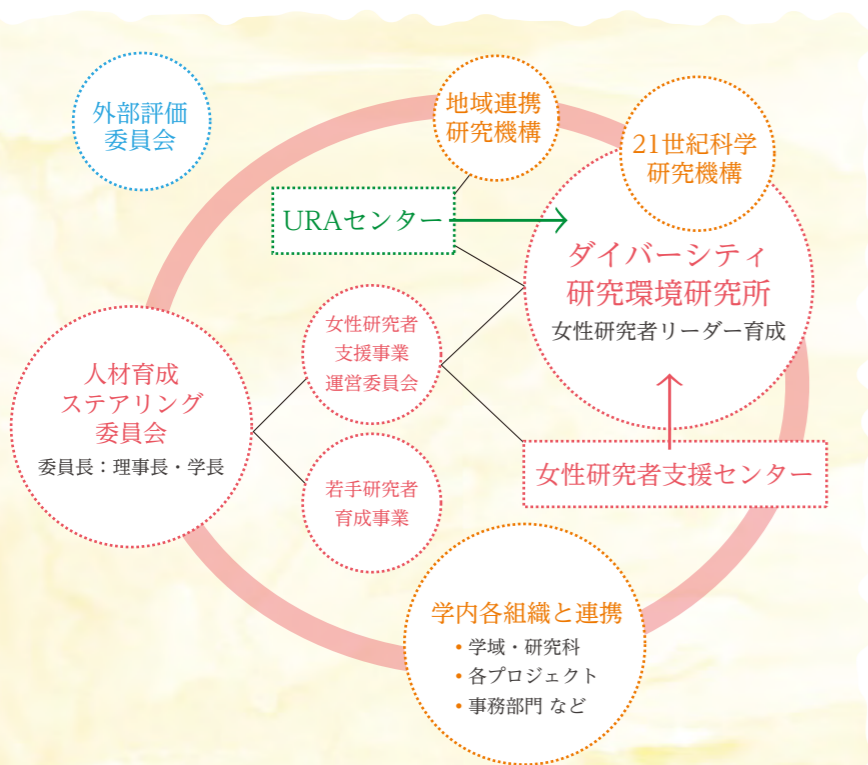 外部評価
委員会
地域連携
研究機構
21世紀科学
研究機構
URAセンター
ダイバーシティ
研究環境研究所
女性研究者リーダー育成
女性研究者
支援事業
運営委員会
人材育成
ステアリング
委員会
委員長：理事長・学長
若手研究者
育成事業
女性研究者支援センター
学内各組織と連携
• 学域・研究科
• 各プロジェクト
• 事務部門 など